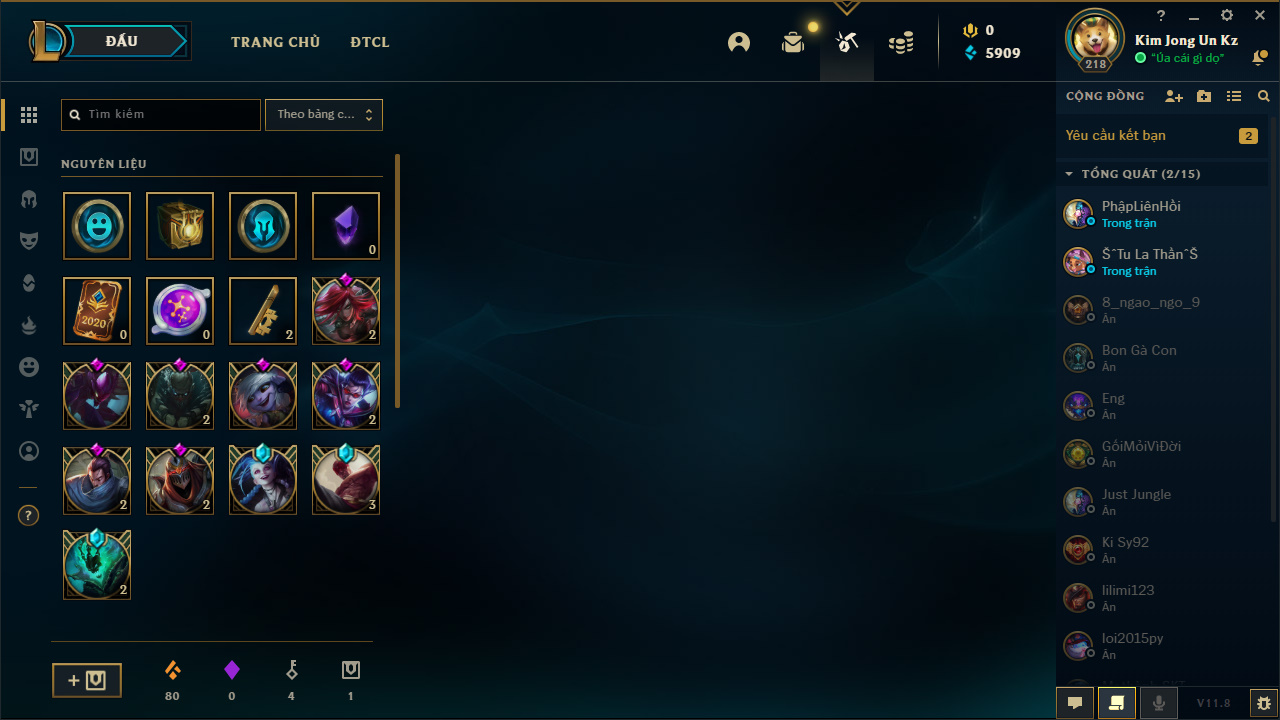 ĐẤU
TRANG CHỦ
ĐTCL
0
5909
218
Kim Jong Un Kz
"Ủa cái gì dọ"
Tìm kiếm
Theo bảng c...
NGUYÊN LIỆU
0
2020
0
0
2
2
2
2
2
2
2
3
2
80
0
4
1
CỘNG ĐỒNG
Yêu cầu kết bạn
2
TỔNG QUÁT (2/15)
PhậpLiênHồi
Trong trận
ŠˆTu La ThầnˆŠ
Trong trận
8_ngao_ngo_9
Ẩn
Bon Gà Con
Ẩn
Eng
Ẩn
GốiMỏiVìĐời
Ẩn
Just Jungle
Ẩn
Ki Sy92
Ẩn
lilimi123
Ẩn
loi2015py
Ẩn
V11.8